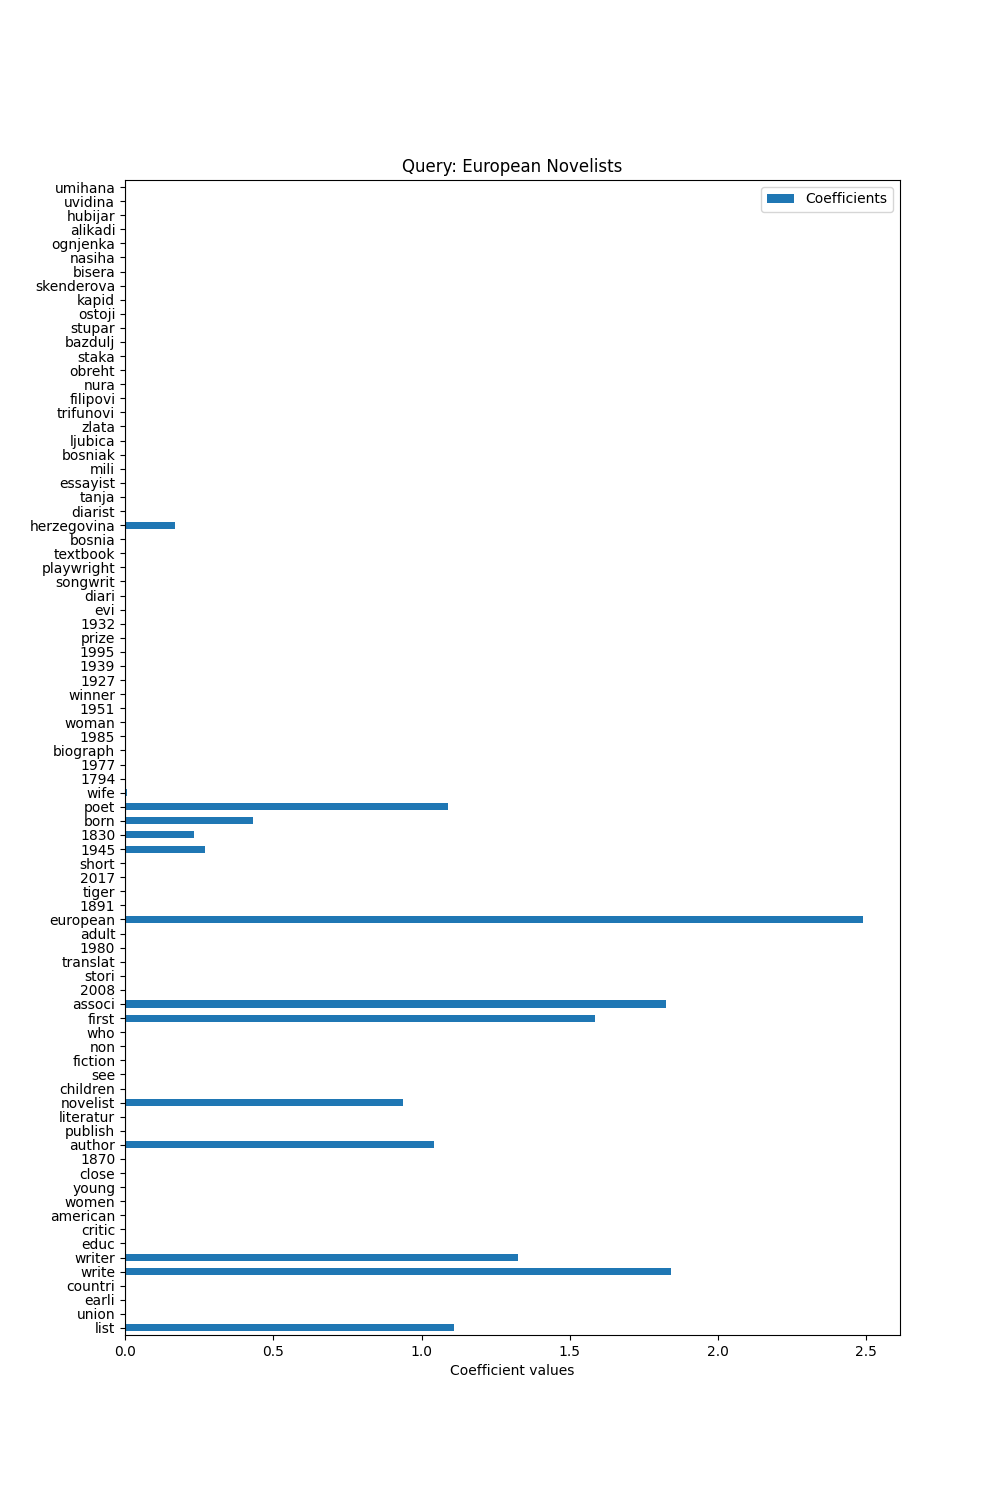 Query: European Novelists
Coefficients
umihana
uvidina
hubijar
alikadi
ognjenka
nasiha
bisera
skenderova
kapid
ostoji
stupar
bazdulj
staka
obreht
nura
filipovi
trifunovi
zlata
ljubica
bosniak
mili
essayist
tanja
diarist
herzegovina
bosnia
textbook
playwright
songwrit
diari
evi
1932
prize
1995
1939
1927
winner
1951
woman
1985
biograph
1977
1794
wife
poet
born
1830
1945
short
2017
tiger
1891
european
adult
1980
translat
stori
2008
associ
first
who
non
fiction
see
children
novelist
literatur
publish
author
1870
close
young
women
american
critic
educ
writer
write
countri
earli
union
list
0.0 0.5 1.0 1.5 2.0 2.5
Coefficient values